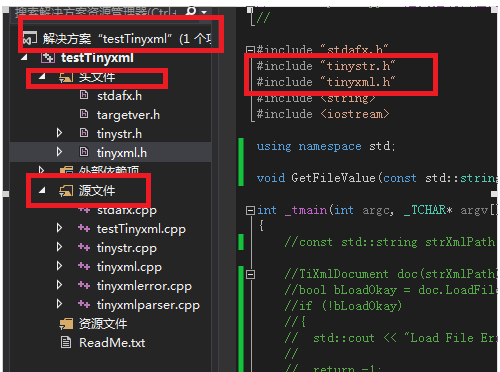 搜索解决方案资源管理器(Ctrl+
解决方案 "testTinyxml" (1 个项
testTinyxml
头文件
stdafx.h
targetver.h
tinystr.h
tinyxml.h
外部依赖项
源文件
stdafx.cpp
testTinyxml.cpp
tinystr.cpp
tinyxml.cpp
tinyxmlerror.cpp
tinyxmlparser.cpp
资源文件
ReadMe.txt
//
#include "stdafx.h"
#include "tinystr.h"
#include "tinyxml.h"
#include <string>
#include <iostream>
using namespace std;
void GetFileValue(const std::string
int _tmain(int argc, _TCHAR* argv[]
{
//const std::string strXmlPath
//TiXmlDocument doc(strXmlPath
//bool bLoadOkay = doc.LoadFile
//if (!bLoadOkay)
//{
// std::cout << "Load File Err
//
// return -1;